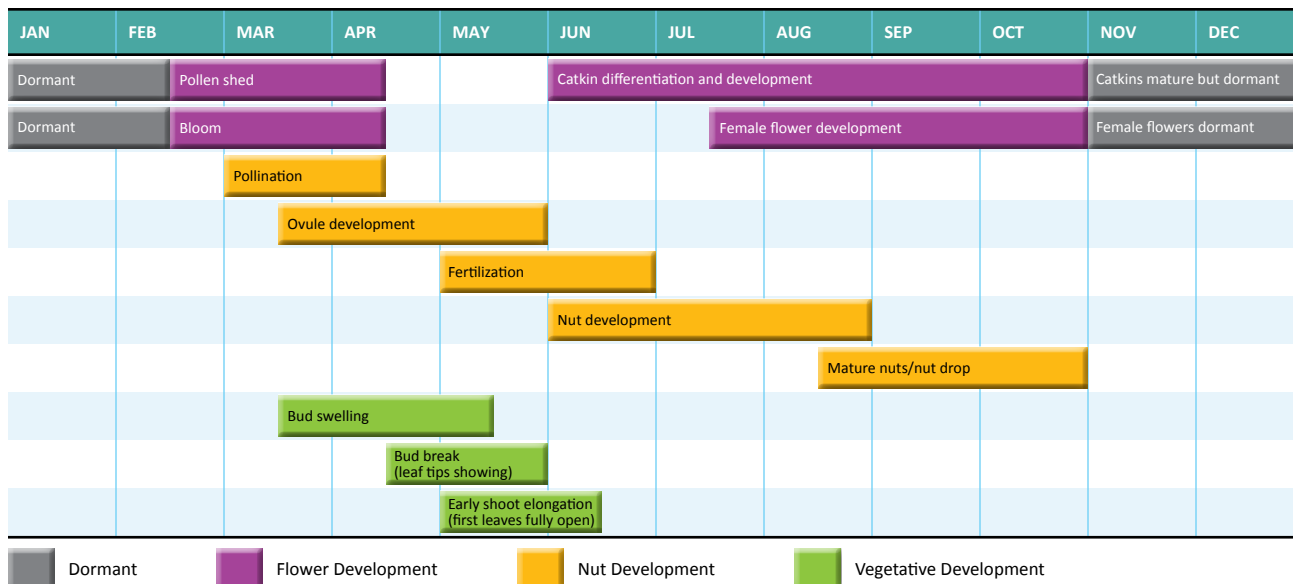 JAN FEB MAR APR MAY JUN JUL AUG SEP OCT NOV DEC
Dormant Pollen shed Catkin differentiation and development Catkins mature but dormant
Dormant Bloom Female flower development Female flowers dormant
Pollination
Ovule development
Fertilization
Nut development
Mature nuts/nut drop
Bud swelling
Bud break
(leaf tips showing)
Early shoot elongation
(first leaves fully open)
Dormant Flower Development Nut Development Vegetative Development